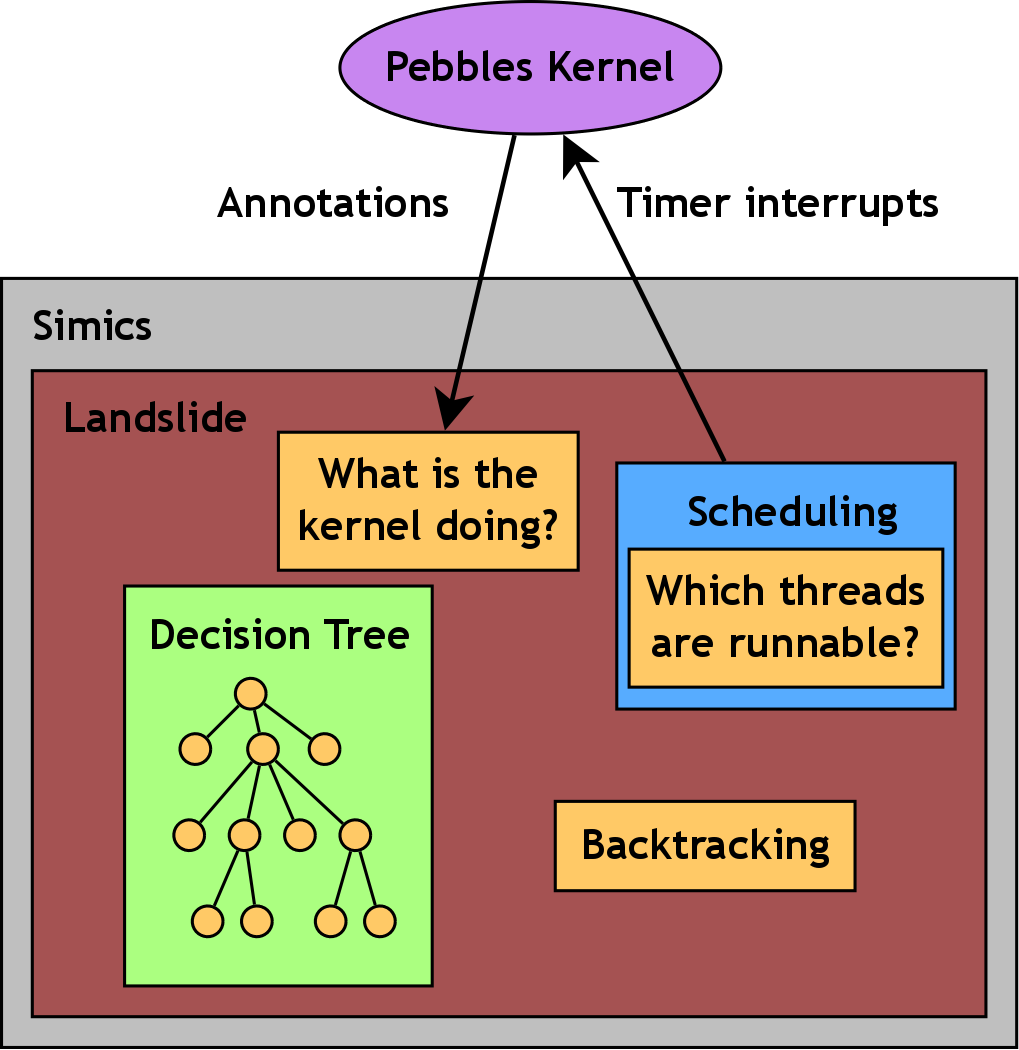 Pebbles Kernel
Annotations
Timer interrupts
Simics
Landslide
What is the
kernel doing?
Scheduling
Which threads
are runnable?
Decision Tree
Backtracking